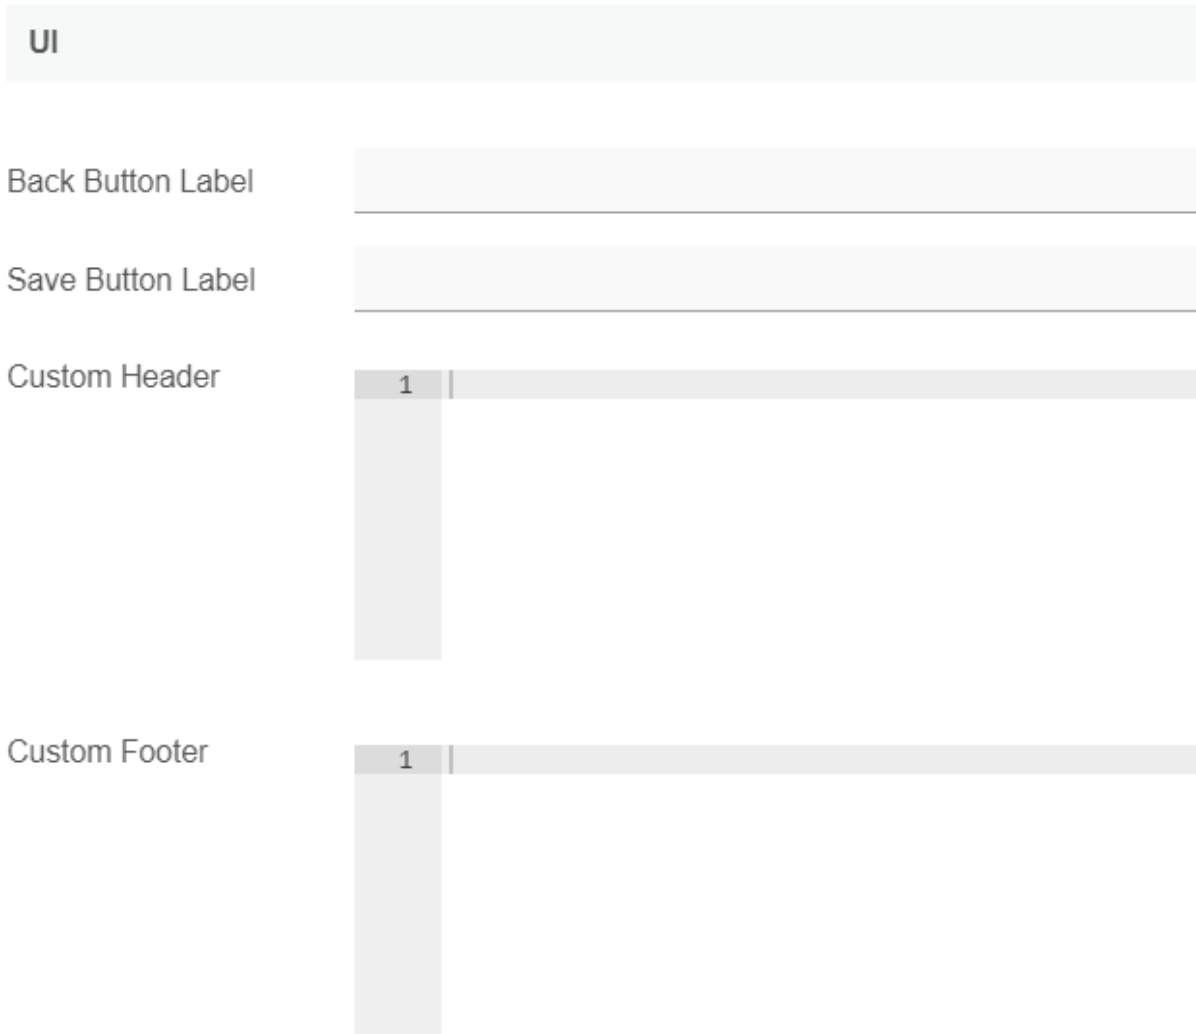 UI
Back Button Label
Save Button Label
Custom Header
1
Custom Footer
1